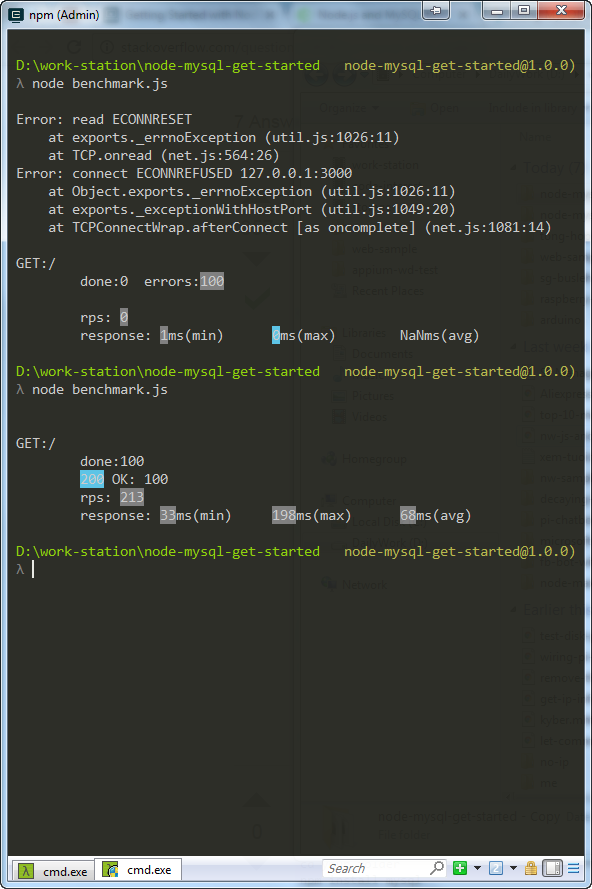 npm (Admin)
D:\work-station\node-mysql-get-started   node-mysql-get-started@1.0.0)
λ node benchmark.js
Error: read ECONNRESET
    at exports._errnoException (util.js:1026:11)
    at TCP.onread (net.js:564:26)
Error: connect ECONNREFUSED 127.0.0.1:3000
    at Object.exports._errnoException (util.js:1026:11)
    at exports._exceptionWithHostPort (util.js:1049:20)
    at TCPConnectWrap.afterConnect [as oncomplete] (net.js:1081:14)
GET:/
        done:0  errors:100
        rps: 0
        response: 1ms(min)      0ms(max)        NaNms(avg)
D:\work-station\node-mysql-get-started   node-mysql-get-started@1.0.0)
λ node benchmark.js
GET:/
        done:100
        200 OK: 100
        rps: 213
        response: 33ms(min)     198ms(max)      68ms(avg)
D:\work-station\node-mysql-get-started   node-mysql-get-started@1.0.0)
λ
cmd.exe cmd.exe Search